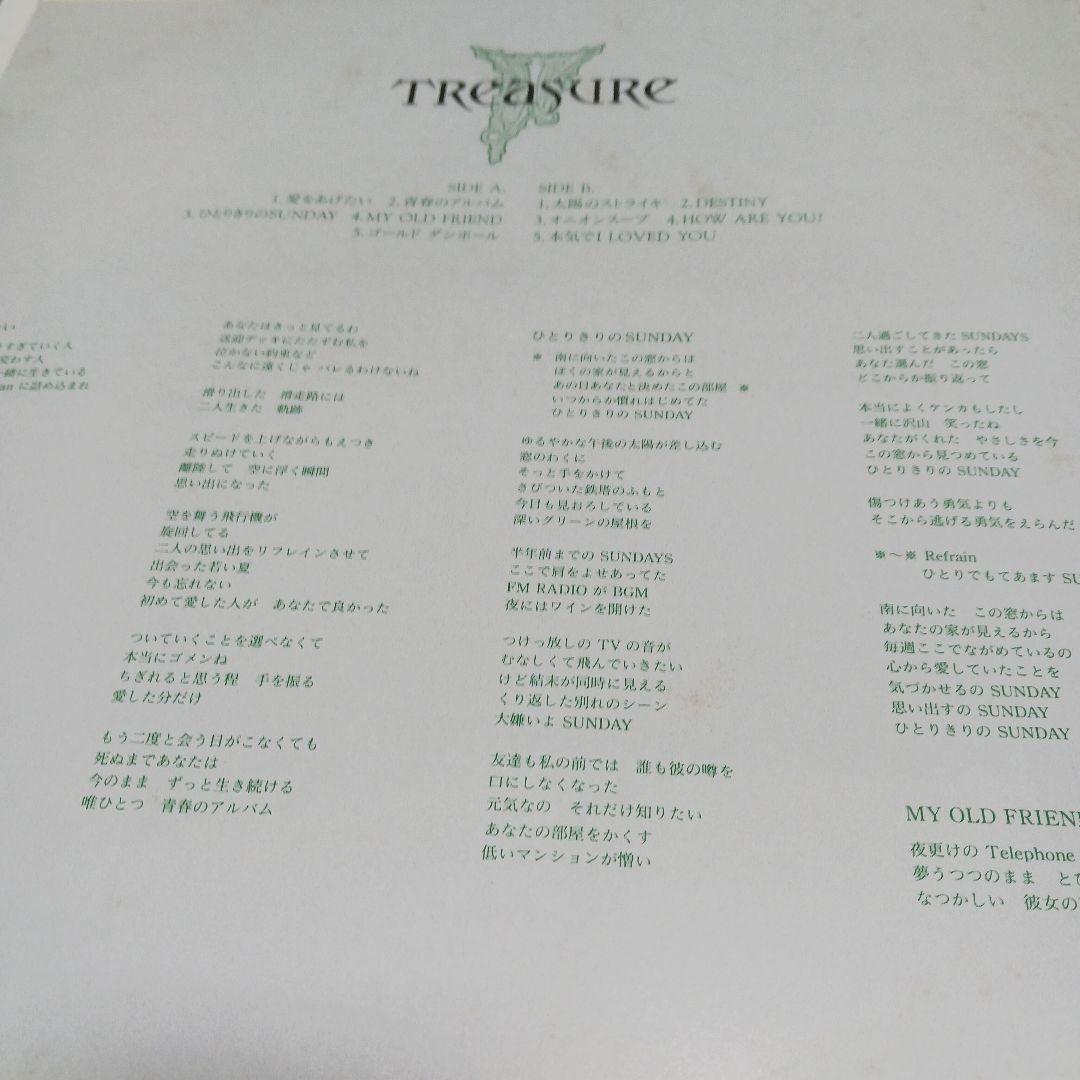 TREASURE
SIDE A.
1. 愛をあげたい 2. 青春のアルバム
3. ひとりきりのSUNDAY 4. MY OLD FRIEND
5. ゴールド ダンボール
SIDE B.
1. 太陽のストライキ 2. DESTINY
3. オニオンスープ 4. HOW ARE YOU?
5. 本気でI LOVED YOU
い
すぎていく人
交わす人
一緒に生きている
an に詰め込まれ
あなたはきっと見てるわ
送迎デッキにたたずむ私を
泣かない約束など
こんなに遠くじゃ バレるわけないね
滑り出した 滑走路には
二人生きた 軌跡
スピードを上げながらもえつき
走りぬけていく
離陸して 空に浮く瞬間
思い出になった
空を舞う飛行機が
旋回してる
二人の思い出をリフレインさせて
出会った若い夏
今も忘れない
初めて愛した人が あなたで良かった
ついていくことを選べなくて
本当にゴメンね
ちぎれると思う程 手を振る
愛した分だけ
もう二度と会う日がこなくても
死ぬまであなたは
今のまま ずっと生き続ける
唯ひとつ 青春のアルバム
ひとりきりのSUNDAY
※ 南に向いたこの窓からは
ぼくの家が見えるからと
あの日あなたと決めたこの部屋 ※
いつからか慣れはじめてた
ひとりきりの SUNDAY
ゆるやかな午後の太陽が差し込む
窓のわくに
そっと手をかけて
さびついた鉄塔のふもと
今日も見おろしている
深いグリーンの屋根を
半年前までの SUNDAYS
ここで肩をよせあってた
FM RADIO が BGM
夜にはワインを開けた
つけっ放しの TV の音が
むなしくて飛んでいきたい
けど結末が同時に見える
くり返した別れのシーン
大嫌いよ SUNDAY
友達も私の前では 誰も彼の噂を
口にしなくなった
元気なの それだけ知りたい
あなたの部屋をかくす
低いマンションが憎い
二人過ごしてきた SUNDAYS
思い出すことがあったら
あなた選んだ この窓
どこからか振り返って
本当によくケンカもしたし
一緒に沢山 笑ったね
あなたがくれた やさしさを今
この窓から見つめている
ひとりきりの SUNDAY
傷つけあう勇気よりも
そこから逃げる勇気をえらんだ
※～※ Refrain
ひとりでもてあます SU
南に向いた この窓からは
あなたの家が見えるから
毎週ここでながめているの
心から愛していたことを
気づかせるの SUNDAY
思い出すの SUNDAY
ひとりきりの SUNDAY
MY OLD FRIEN
夜更けの Telephone
夢うつつのまま と
なつかしい 彼女の